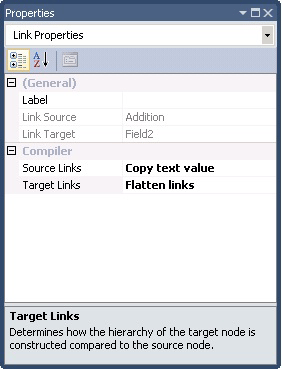 Properties
Link Properties
(General)
Label
Link Source Addition
Link Target Field2
Compiler
Source Links Copy text value
Target Links Flatten links
Target Links
Determines how the hierarchy of the target node is
constructed compared to the source node.